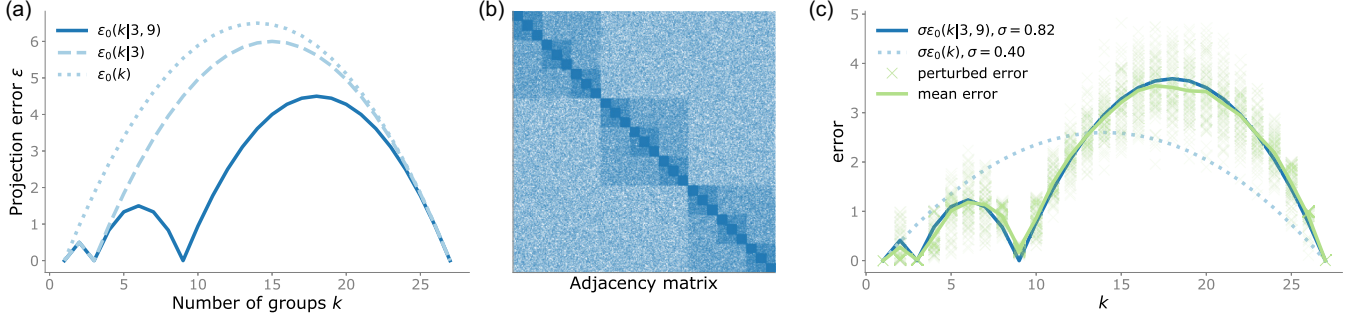 (a)
Projection error ε
6
5
4
3
2
1
0
ε₀(k|3, 9)
ε₀(k|3)
ε₀(k)
0 5 10 15 20 25
Number of groups k
(b)
Adjacency matrix
(c)
error
5
4
3
2
1
0
σε₀(k|3, 9), σ = 0.82
σε₀(k), σ = 0.40
perturbed error
mean error
0 5 10 15 20 25
k